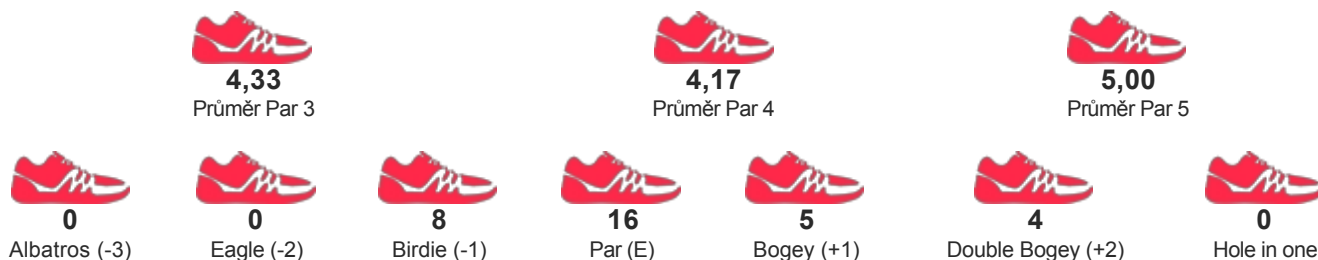 4,33
Průměr Par 3
4,17
Průměr Par 4
5,00
Průměr Par 5
0
Albatros (-3)
0
Eagle (-2)
8
Birdie (-1)
16
Par (E)
5
Bogey (+1)
4
Double Bogey (+2)
0
Hole in one